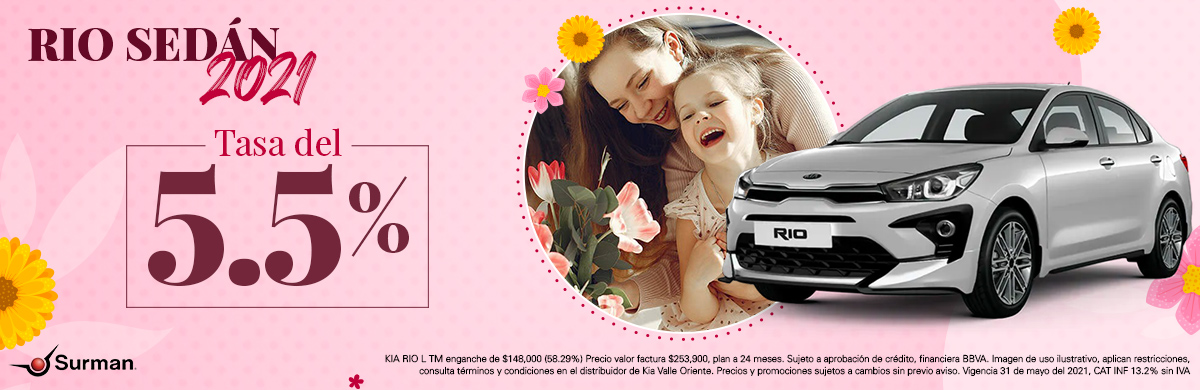 RIO SEDÁN
2021
Tasa del
5.5%
RIO
Surman
KIA RIO L TM enganche de $148,000 (58.29%) Precio valor factura $253,900, plan a 24 meses. Sujeto a aprobación de crédito, financiera BBVA. Imagen de uso ilustrativo, aplican restricciones,
consulta términos y condiciones en el distribuidor de Kia Valle Oriente. Precios y promociones sujetos a cambios sin previo aviso. Vigencia 31 de mayo del 2021, CAT INF 13.2% sin IVA